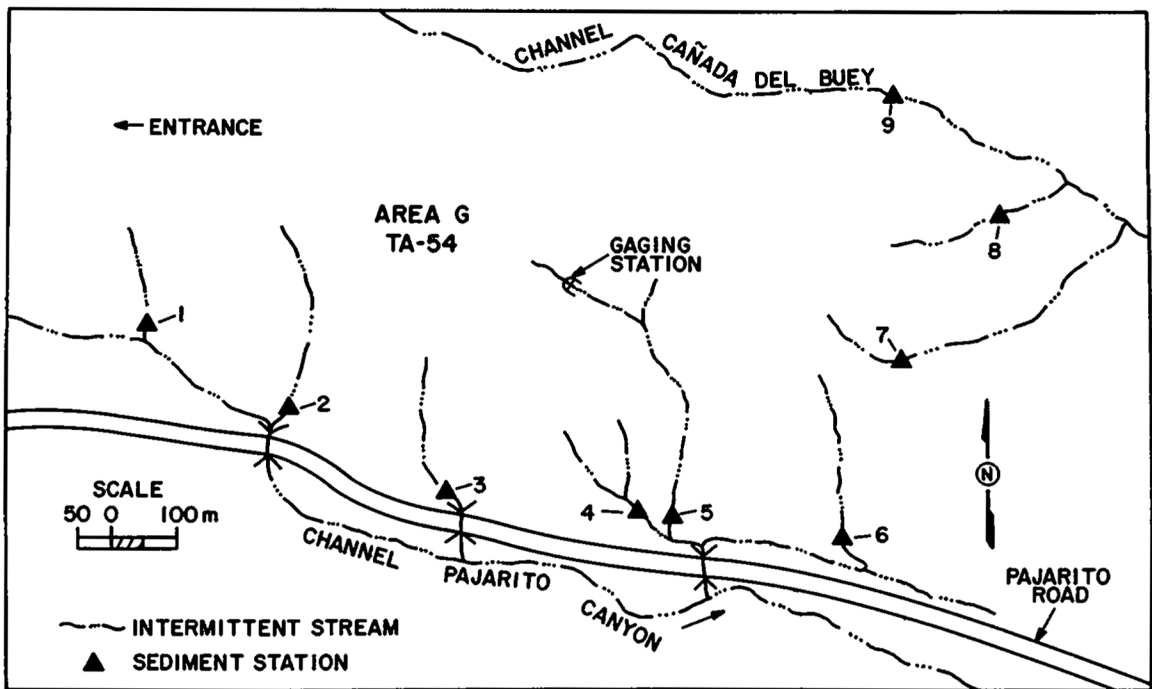 CHANNEL
CAÑADA DEL BUEY
9
← ENTRANCE
AREA G
TA-54
8
GAGING
STATION
1
7
2
N
SCALE
50 0 100 m
3
4
5
6
CHANNEL
PAJARITO
CANYON
PAJARITO
ROAD
INTERMITTENT STREAM
SEDIMENT STATION